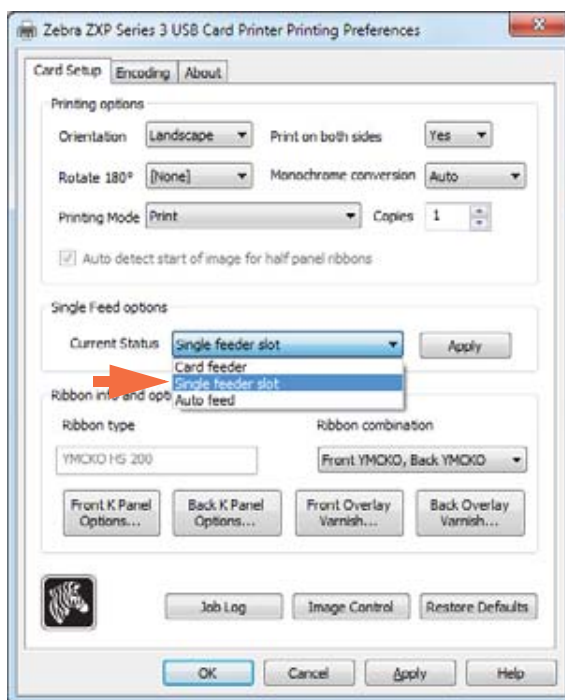 Zebra ZXP Series 3 USB Card Printer Printing Preferences
Card Setup Encoding About
Printing options
Orientation Landscape Print on both sides Yes
Rotate 180° [None] Monochrome conversion Auto
Printing Mode Print Copies 1
Auto detect start of image for half panel ribbons
Single Feed options
Current Status Single feeder slot Apply
Card feeder
Single feeder slot
Auto feed
Ribbon info and opti
Ribbon type Ribbon combination
YMCKO HS 200 Front YMCKO, Back YMCKO
Front K Panel Options... Back K Panel Options... Front Overlay Varnish... Back Overlay Varnish...
Job Log Image Control Restore Defaults
OK Cancel Apply Help